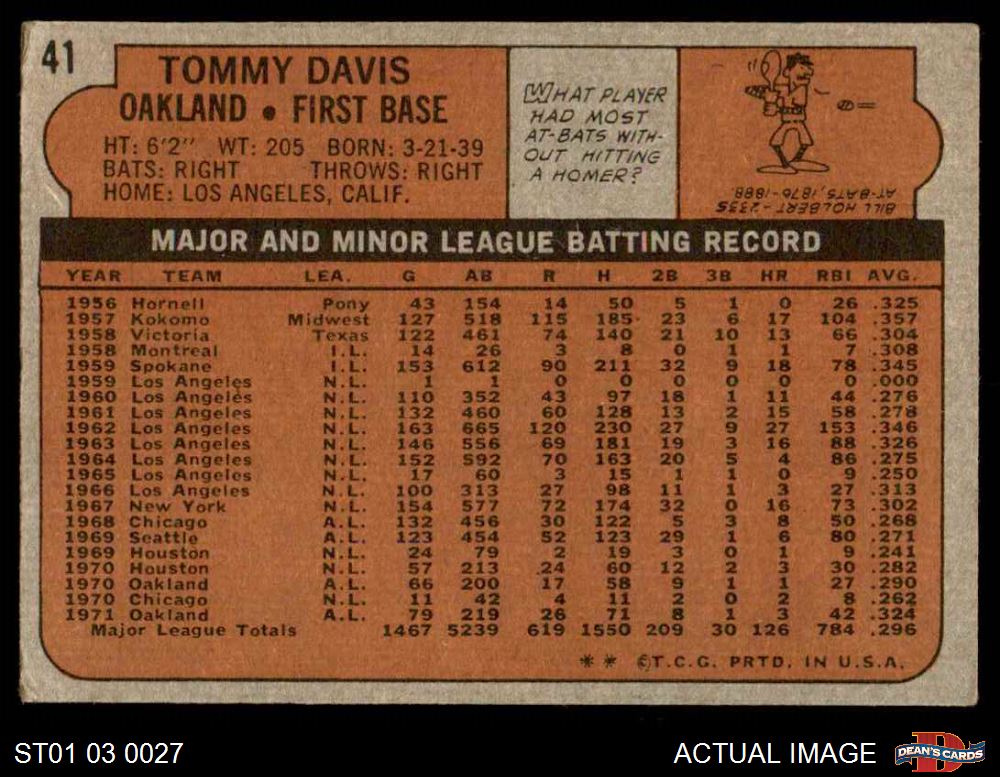 41
TOMMY DAVIS
OAKLAND • FIRST BASE
HT: 6'2" WT: 205 BORN: 3-21-39
BATS: RIGHT THROWS: RIGHT
HOME: LOS ANGELES, CALIF.
WHAT PLAYER
HAD MOST
AT-BATS WITH-
OUT HITTING
A HOMER?
BILL HOLBERT-2335
AT-BATS, 1876-1888.
MAJOR AND MINOR LEAGUE BATTING RECORD
YEAR TEAM LEA. G AB R H 2B 3B HR RBI AVG.
1956 Hornell Pony 43 154 14 50 5 1 0 26 .325
1957 Kokomo Midwest 127 518 115 185 23 6 17 104 .357
1958 Victoria Texas 122 461 74 140 21 10 13 66 .304
1958 Montreal I.L. 14 26 3 8 0 1 1 7 .308
1959 Spokane I.L. 153 612 90 211 32 9 18 78 .345
1959 Los Angeles N.L. 1 1 0 0 0 0 0 0 .000
1960 Los Angeles N.L. 110 352 43 97 18 1 11 44 .276
1961 Los Angeles N.L. 132 460 60 128 13 2 15 58 .278
1962 Los Angeles N.L. 163 665 120 230 27 9 27 153 .346
1963 Los Angeles N.L. 146 556 69 181 19 3 16 88 .326
1964 Los Angeles N.L. 152 592 70 163 20 5 4 86 .275
1965 Los Angeles N.L. 17 60 3 15 1 1 0 9 .250
1966 Los Angeles N.L. 100 313 27 98 11 1 3 27 .313
1967 New York N.L. 154 577 72 174 32 0 16 73 .302
1968 Chicago A.L. 132 456 30 122 5 3 8 50 .268
1969 Seattle A.L. 123 454 52 123 29 1 6 80 .271
1969 Houston N.L. 24 79 2 19 3 0 1 9 .241
1970 Houston N.L. 57 213 24 60 12 2 3 30 .282
1970 Oakland A.L. 66 200 17 58 9 1 1 27 .290
1970 Chicago N.L. 11 42 4 11 2 0 2 8 .262
1971 Oakland A.L. 79 219 26 71 8 1 3 42 .324
Major League Totals 1467 5239 619 1550 209 30 126 784 .296
* * ©T.C.G. PRTD. IN U.S.A.
ST01 03 0027
ACTUAL IMAGE
D
DEAN'S CARDS